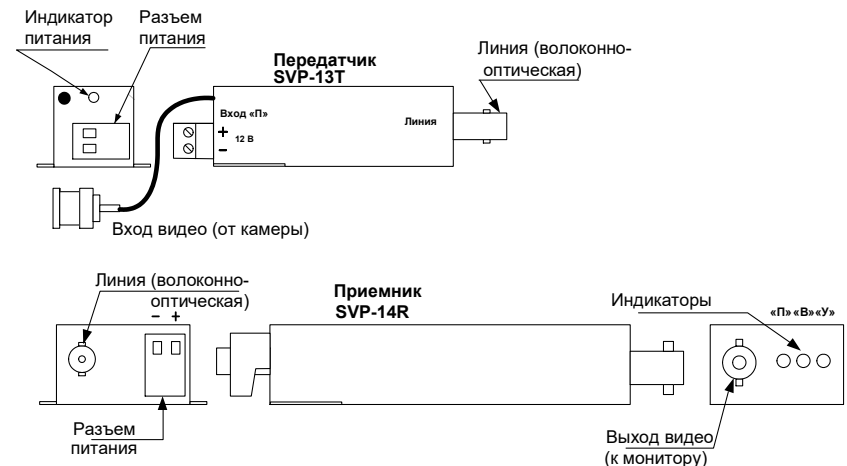 Индикатор
питания
Разъем
питания
Передатчик
SVP-13T
Линия (волоконно-
оптическая)
Вход «П»
+ 12 В
−
Линия
Вход видео (от камеры)
Линия (волоконно-
оптическая)
− +
Приемник
SVP-14R
Индикаторы
«П» «В» «У»
Разъем
питания
Выход видео
(к монитору)